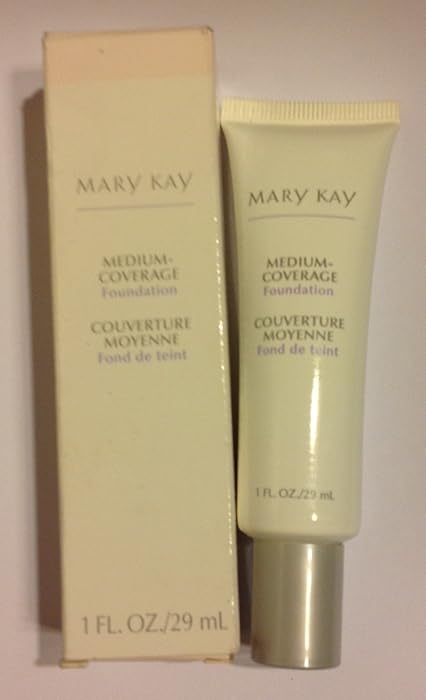 MARY KAY
MEDIUM-
COVERAGE
Foundation
COUVERTURE
MOYENNE
Fond de teint
1 FL. OZ./29 mL
MARY KAY
MEDIUM-
COVERAGE
Foundation
COUVERTURE
MOYENNE
Fond de teint
1 FL. OZ./29 mL